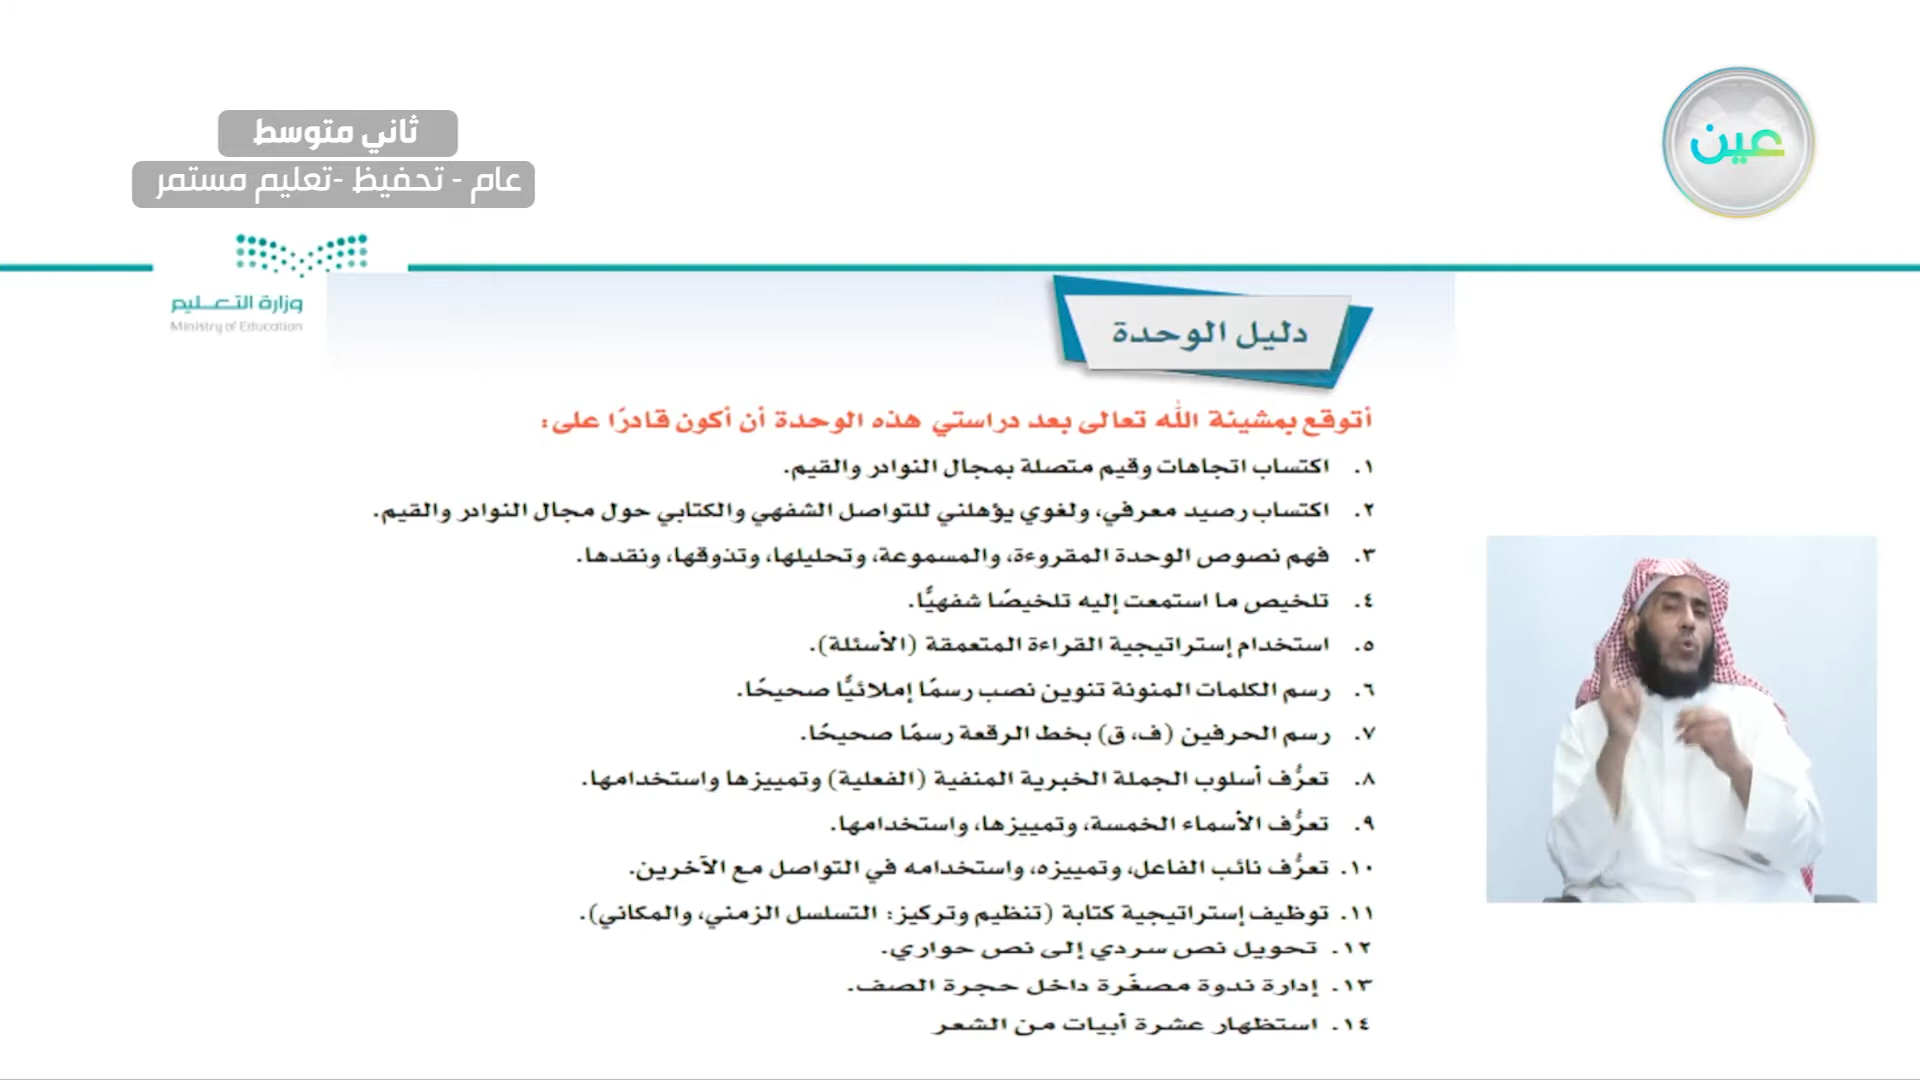 عين
ثاني متوسط
عام - تحفيظ -تعليم مستمر
وزارة التعليم
Ministry of Education
دليل الوحدة
أتوقع بمشيئة الله تعالى بعد دراستي هذه الوحدة أن أكون قادرًا على:
١. اكتساب اتجاهات وقيم متصلة بمجال النوادر والقيم.
٢. اكتساب رصيد معرفي، ولغوي يؤهلني للتواصل الشفهي والكتابي حول مجال النوادر والقيم.
٣. فهم نصوص الوحدة المقروءة، والمسموعة، وتحليلها، وتذوقها، ونقدها.
٤. تلخيص ما استمعت إليه تلخيصًا شفهيًّا.
٥. استخدام إستراتيجية القراءة المتعمقة (الأسئلة).
٦. رسم الكلمات المنونة تنوين نصب رسمًا إملائيًّا صحيحًا.
٧. رسم الحرفين (ف، ق) بخط الرقعة رسمًا صحيحًا.
٨. تعرُّف أسلوب الجملة الخبرية المنفية (الفعلية) وتمييزها واستخدامها.
٩. تعرُّف الأسماء الخمسة، وتمييزها، واستخدامها.
١٠. تعرُّف نائب الفاعل، وتمييزه، واستخدامه في التواصل مع الآخرين.
١١. توظيف إستراتيجية كتابة (تنظيم وتركيز: التسلسل الزمني، والمكاني).
١٢. تحويل نص سردي إلى نص حواري.
١٣. إدارة ندوة مصغّرة داخل حجرة الصف.
١٤. استظهار عشرة أبيات من الشعر